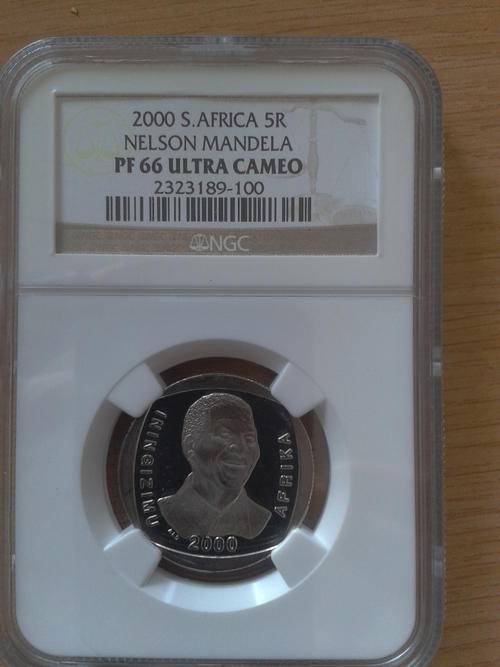 2000 S.AFRICA 5R
NELSON MANDELA
PF 66 ULTRA CAMEO
2323189-100
NGC
ININGIZIMU
AFRIKA
2000